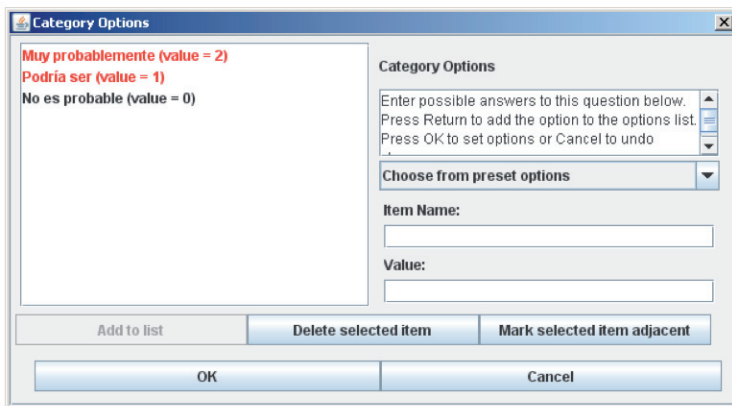 Category Options
Muy probablemente (value = 2)
Podría ser (value = 1)
No es probable (value = 0)
Category Options
Enter possible answers to this question below.
Press Return to add the option to the options list.
Press OK to set options or Cancel to undo
Choose from preset options
Item Name:
Value:
Add to list
Delete selected item
Mark selected item adjacent
OK
Cancel